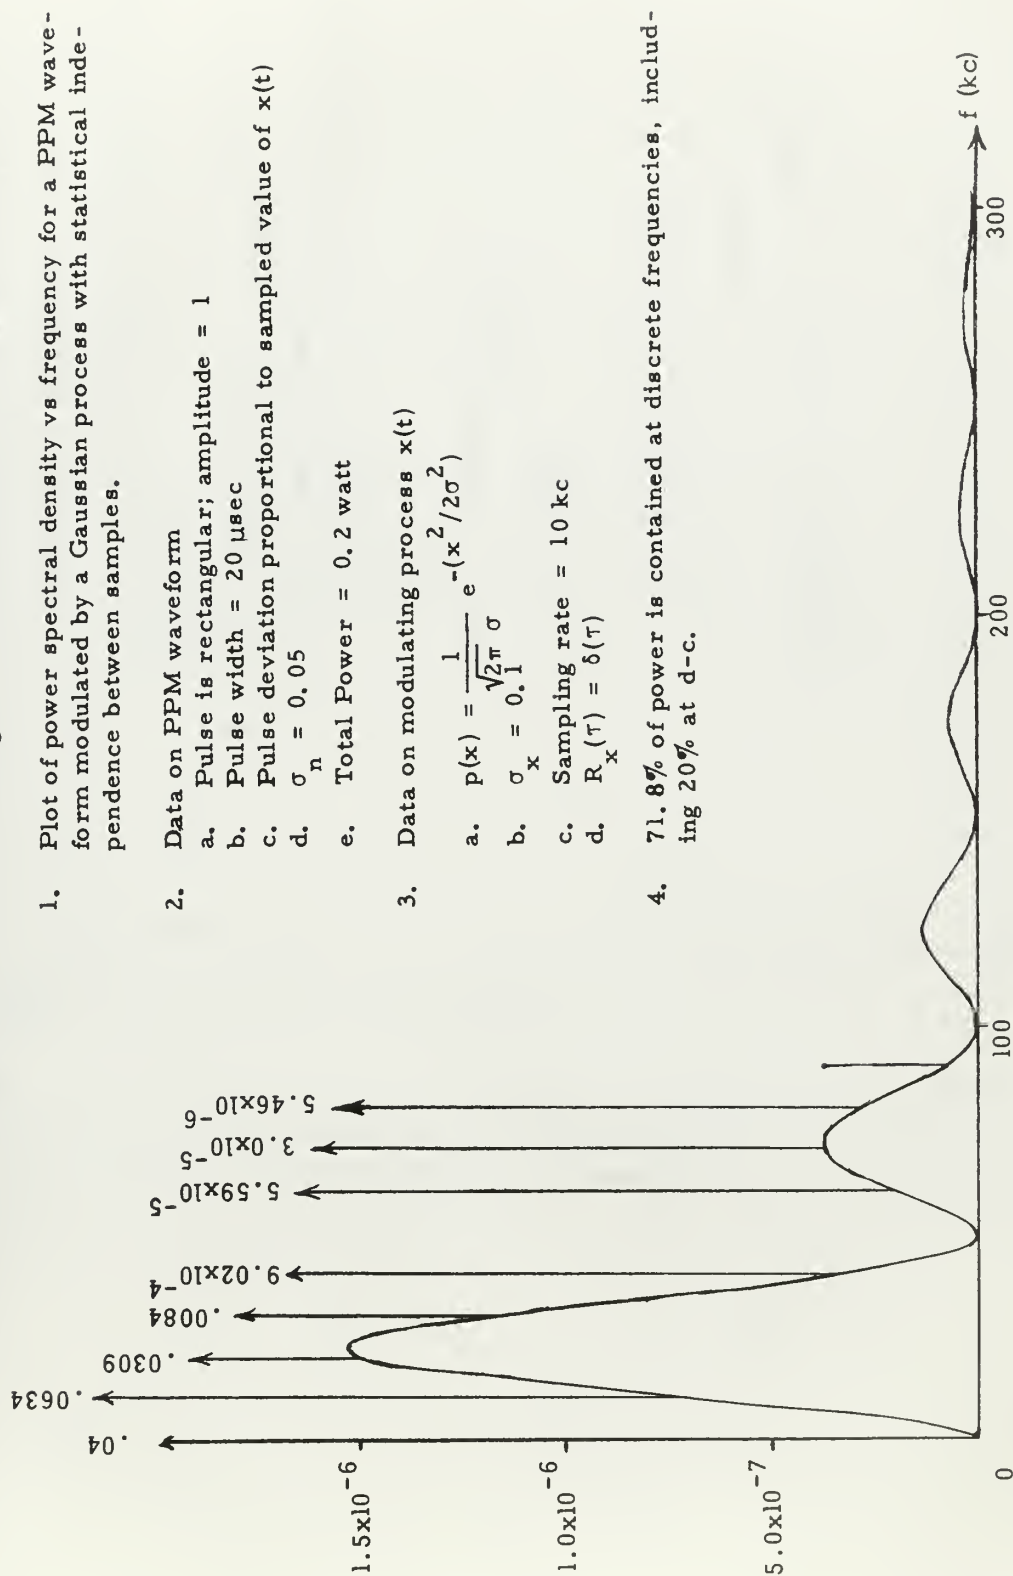 1. Plot of power spectral density vs frequency for a PPM wave-
form modulated by a Gaussian process with statistical inde-
pendence between samples.
2. Data on PPM waveform
a. Pulse is rectangular; amplitude = 1
b. Pulse width = 20 μsec
c. Pulse deviation proportional to sampled value of x(t)
d. σₙ = 0.05
e. Total Power = 0.2 watt
3. Data on modulating process x(t)
a. p(x) = 1/(√2π σ) e^-(x²/2σ²)
b. σₓ = 0.1
c. Sampling rate = 10 kc
d. Rₓ(τ) = δ(τ)
4. 71.8% of power is contained at discrete frequencies, includ-
ing 20% at d-c.
.04
.0634
.0309
.0084
9.02x10⁻⁴
5.59x10⁻⁵
3.0x10⁻⁵
5.46x10⁻⁶
1.5x10⁻⁶
1.0x10⁻⁶
5.0x10⁻⁷
0
100
200
300
f (kc)